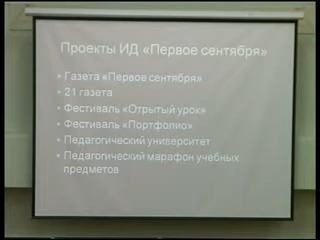 Проекты ИД «Первое сентября»
• Газета «Первое сентября»
• 21 газета
• Фестиваль «Отрытый урок»
• Фестиваль «Портфолио»
• Педагогический университет
• Педагогический марафон учебных
предметов